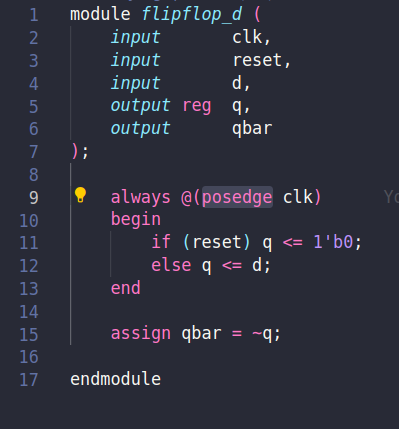 1 module flipflop_d (
2 input clk,
3 input reset,
4 input d,
5 output reg q,
6 output qbar
7 );
8
9 always @(posedge clk) Yo
10 begin
11 if (reset) q <= 1'b0;
12 else q <= d;
13 end
14
15 assign qbar = ~q;
16
17 endmodule